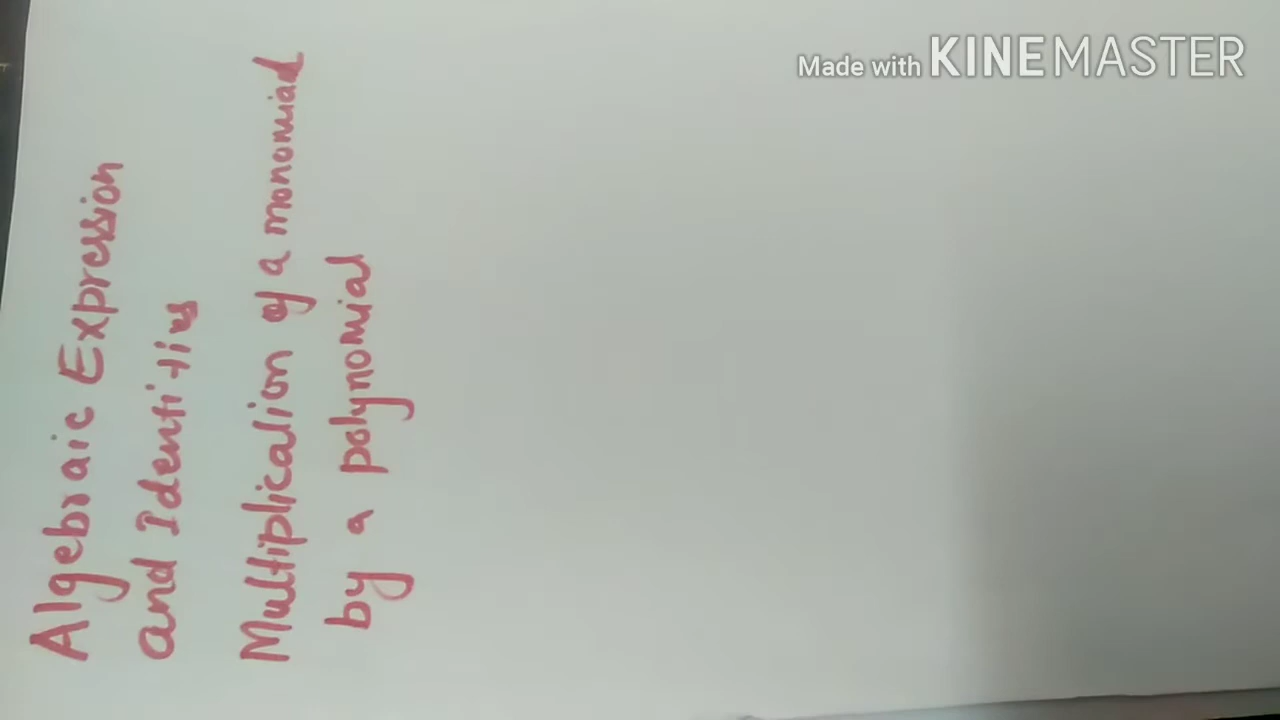 Algebraic Expression
and Identities
Multiplication of a monomial
by a polynomial
Made with KINEMASTER